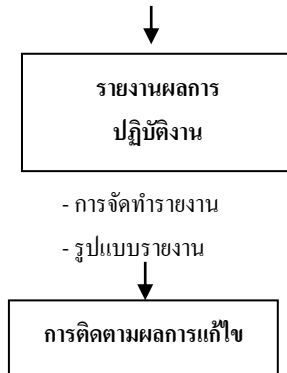 รายงานผลการ
ปฏิบัติงาน
- การจัดทำรายงาน
- รูปแบบรายงาน
การติดตามผลการแก้ไข